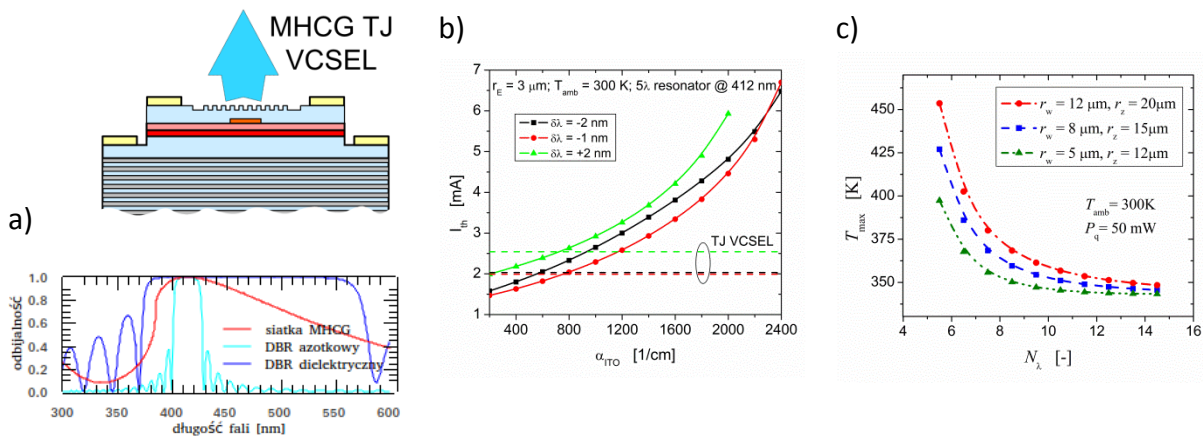 MHCG TJ
VCSEL
a)
odbijalność
1.0
0.8
0.6
0.4
0.2
0.0
siatka MHCG
DBR azotkowy
DBR dielektryczny
300 350 400 450 500 550 600
długość fali [nm]
b)
I_th [mA]
7
6
5
4
3
2
1
r_E = 3 µm; T_amb = 300 K; 5λ resonator @ 412 nm
δλ = -2 nm
δλ = -1 nm
δλ = +2 nm
TJ VCSEL
400 800 1200 1600 2000 2400
α_ITO [1/cm]
c)
T_max [K]
450
425
400
375
350
r_w = 12 µm, r_z = 20µm
r_w = 8 µm, r_z = 15µm
r_w = 5 µm, r_z = 12µm
T_amb = 300K
P_q = 50 mW
4 6 8 10 12 14 16
N_λ [-]